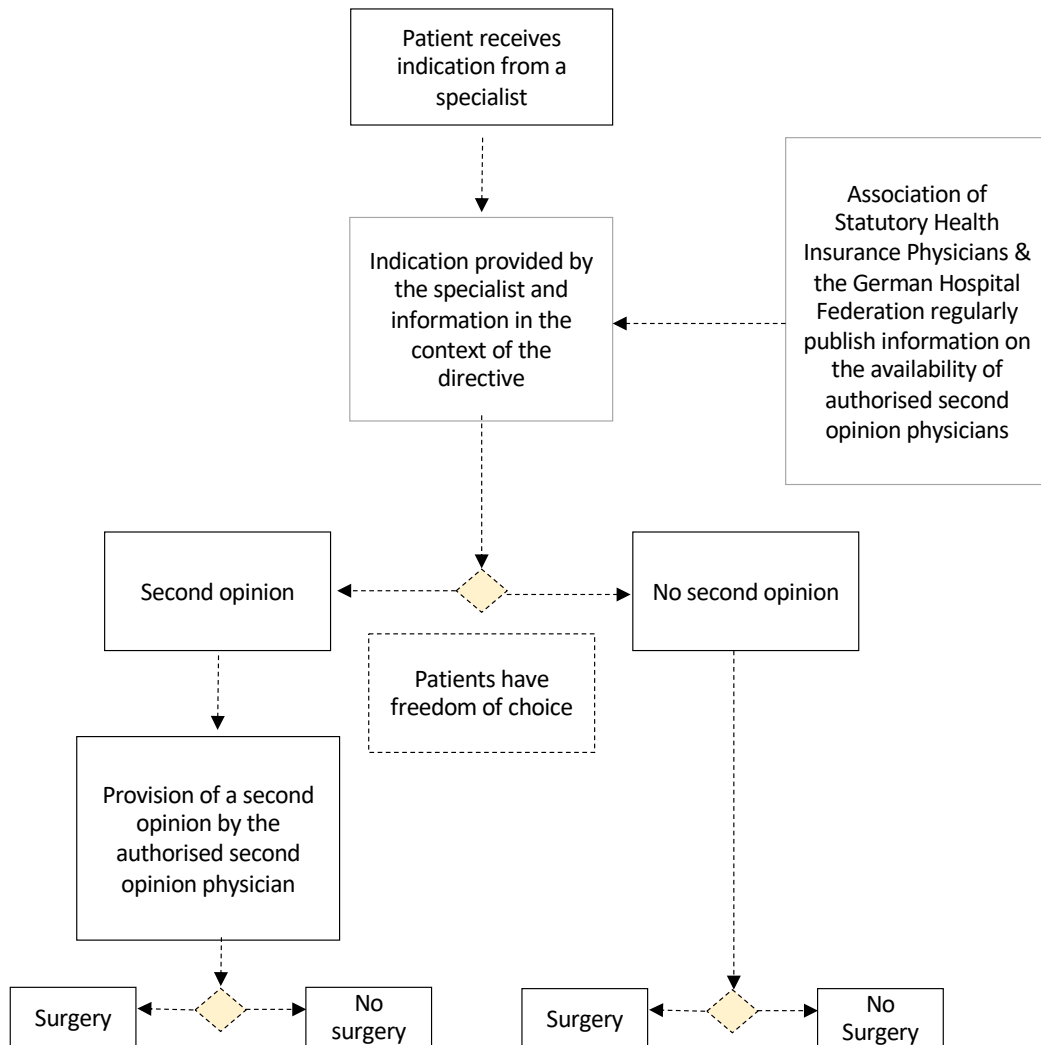 Patient receives
indication from a
specialist
Association of
Statutory Health
Insurance Physicians &
the German Hospital
Federation regularly
publish information on
the availability of
authorised second
opinion physicians
Indication provided by
the specialist and
information in the
context of the
directive
Second opinion
No second opinion
Patients have
freedom of choice
Provision of a second
opinion by the
authorised second
opinion physician
Surgery
No
surgery
Surgery
No
Surgery